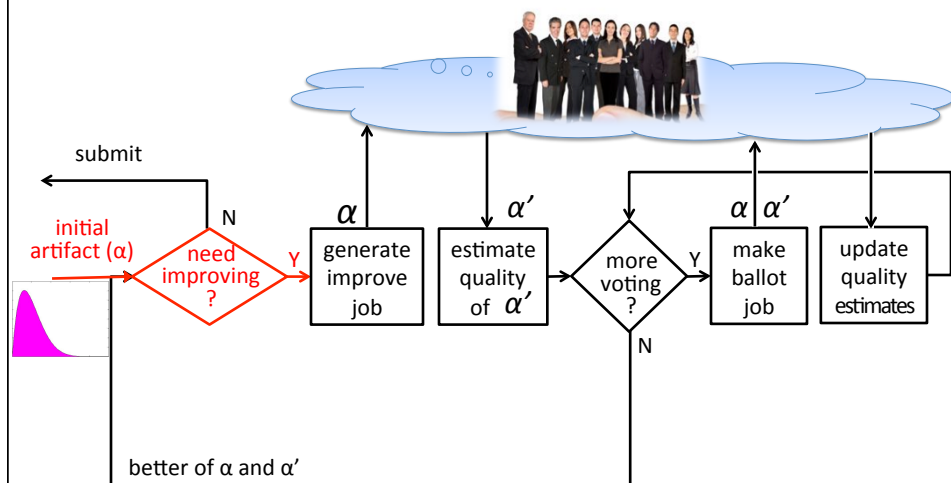 submit
N
initial
artifact (α)
need
improving
?
Y
α
generate
improve
job
α’
estimate
quality
of α’
more
voting
?
Y
N
α α’
make
ballot
job
update
quality
estimates
better of α and α’